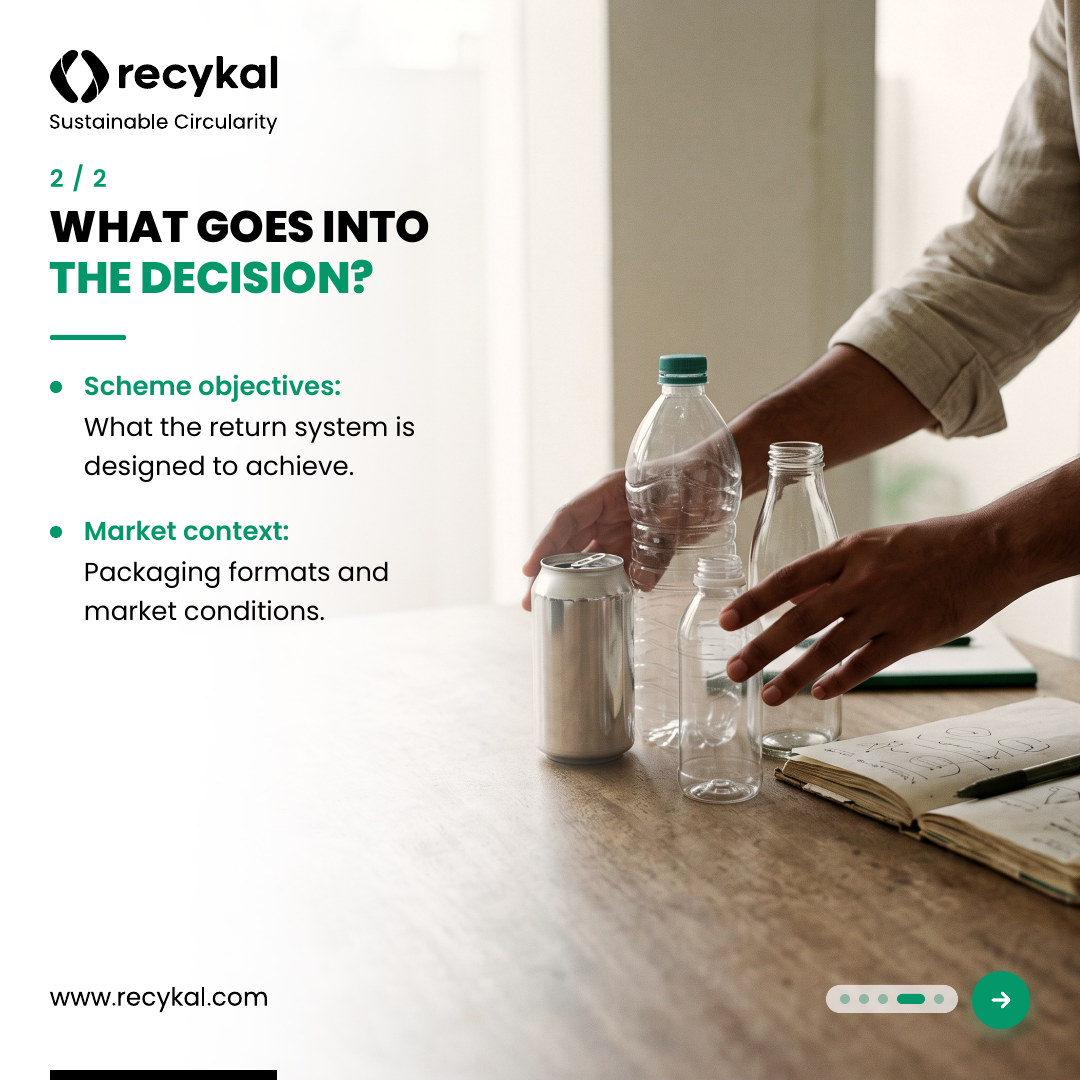 recykal
Sustainable Circularity
2 / 2
WHAT GOES INTO
THE DECISION?
Scheme objectives:
What the return system is
designed to achieve.
Market context:
Packaging formats and
market conditions.
www.recykal.com